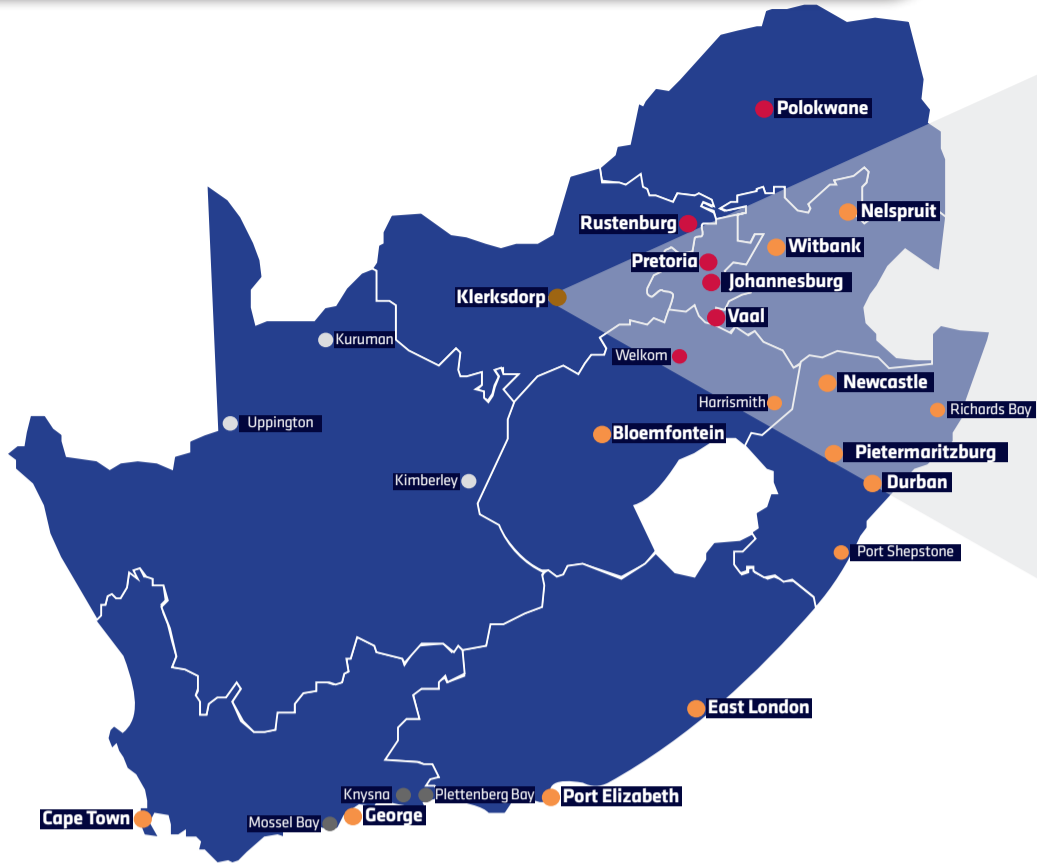 Polokwane
Nelspruit
Rustenburg
Witbank
Pretoria
Johannesburg
Klerksdorp
Vaal
Kuruman
Welkom
Newcastle
Harrismith
Richards Bay
Uppington
Bloemfontein
Pietermaritzburg
Kimberley
Durban
Port Shepstone
East London
Knysna
Plettenberg Bay
Port Elizabeth
Cape Town
Mossel Bay
George